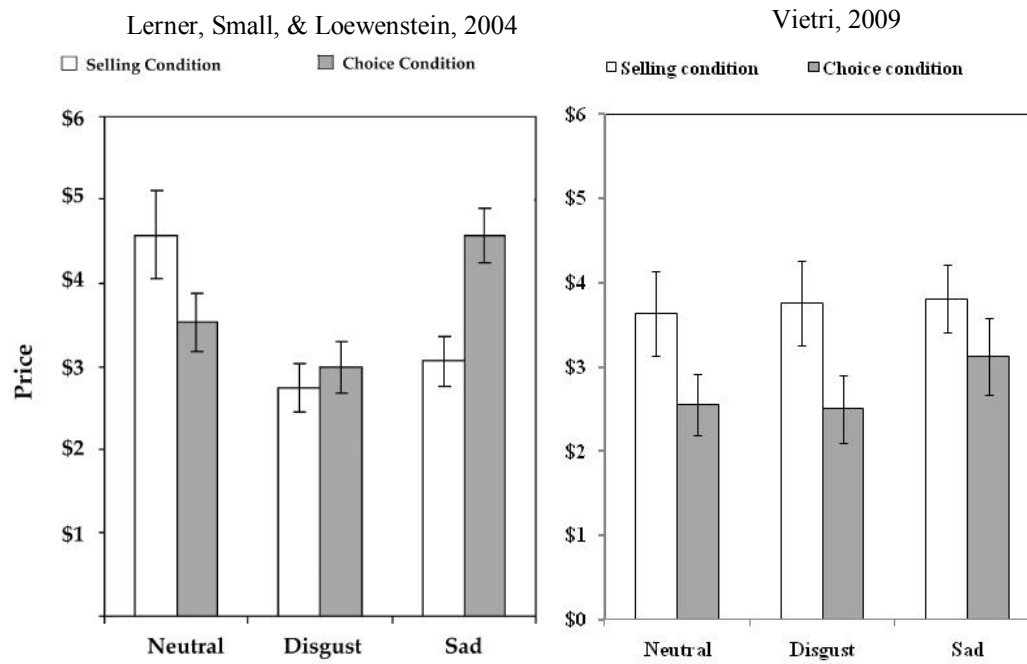 Lerner, Small, & Loewenstein, 2004
Selling Condition Choice Condition
$6
$5
$4
$3
$2
$1
Price
Neutral Disgust Sad
Vietri, 2009
Selling condition Choice condition
$6
$5
$4
$3
$2
$1
$0
Neutral Disgust Sad